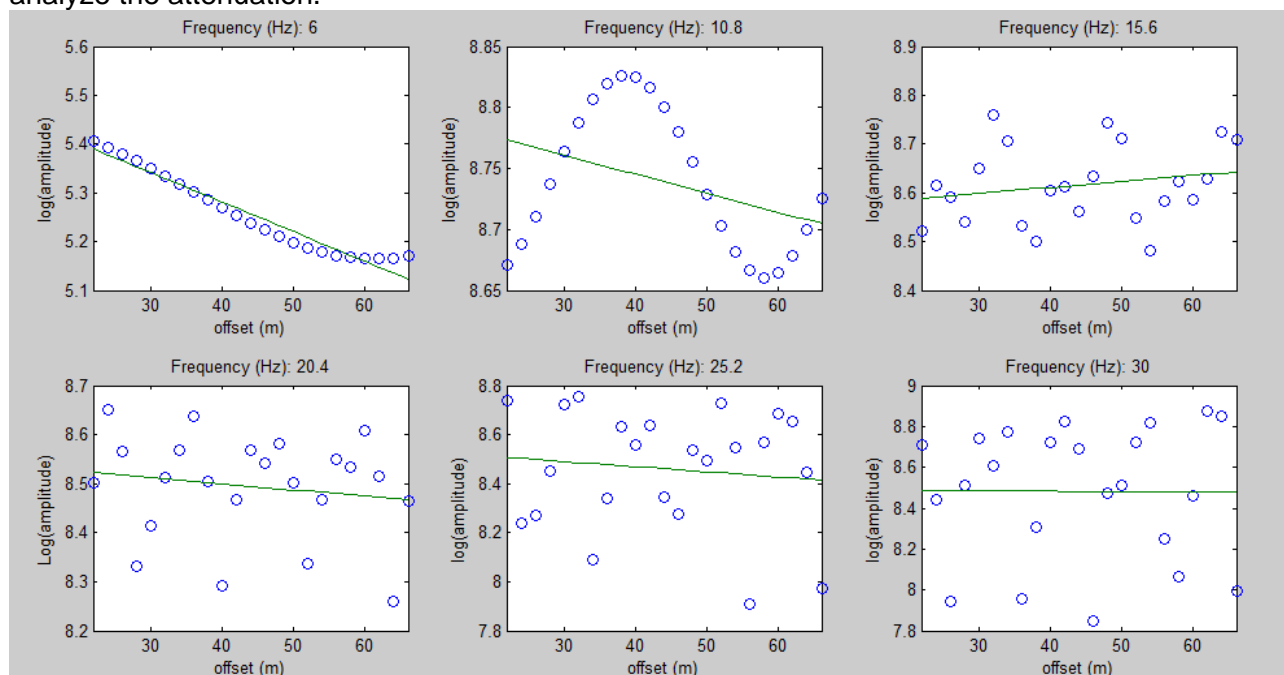 analyze the attenuation.
Frequency (Hz): 6
5.6
5.5
5.4
5.3
5.2
5.1
log(amplitude)
30 40 50 60
offset (m)
Frequency (Hz): 10.8
8.85
8.8
8.75
8.7
8.65
log(amplitude)
30 40 50 60
offset (m)
Frequency (Hz): 15.6
8.9
8.8
8.7
8.6
8.5
8.4
log(amplitude)
30 40 50 60
offset (m)
Frequency (Hz): 20.4
8.7
8.6
8.5
8.4
8.3
8.2
Log(amplitude)
30 40 50 60
offset (m)
Frequency (Hz): 25.2
8.8
8.6
8.4
8.2
8
7.8
log(amplitude)
30 40 50 60
offset (m)
Frequency (Hz): 30
9
8.8
8.6
8.4
8.2
8
7.8
log(amplitude)
30 40 50 60
offset (m)